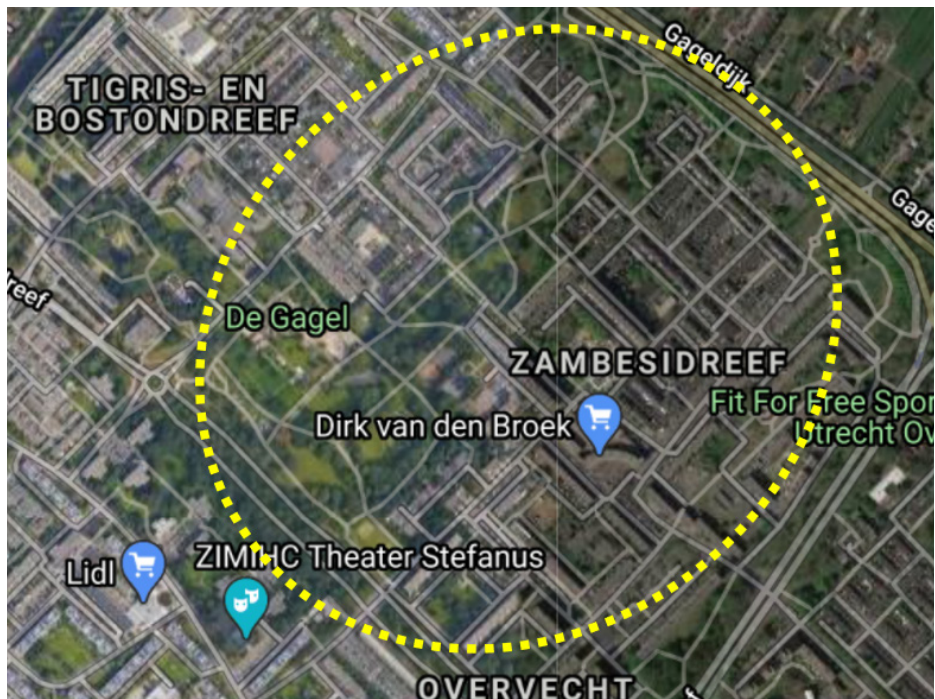 Gageldijk
TIGRIS- EN
BOSTONDREEF
Gage
reef
De Gagel
ZAMBESIDREEF
Dirk van den Broek
Fit For Free Spor
Utrecht Ov
ZIMIHC Theater Stefanus
Lidl
OVERVECHT